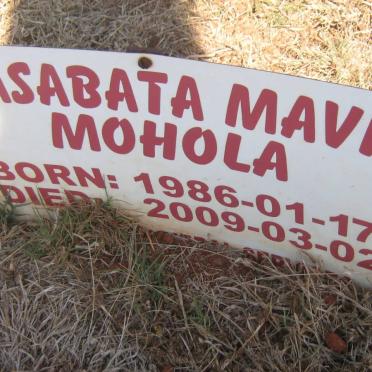 ASABATA MAVI
MOHOLA
BORN: 1986-01-17
DIED: 2009-03-02